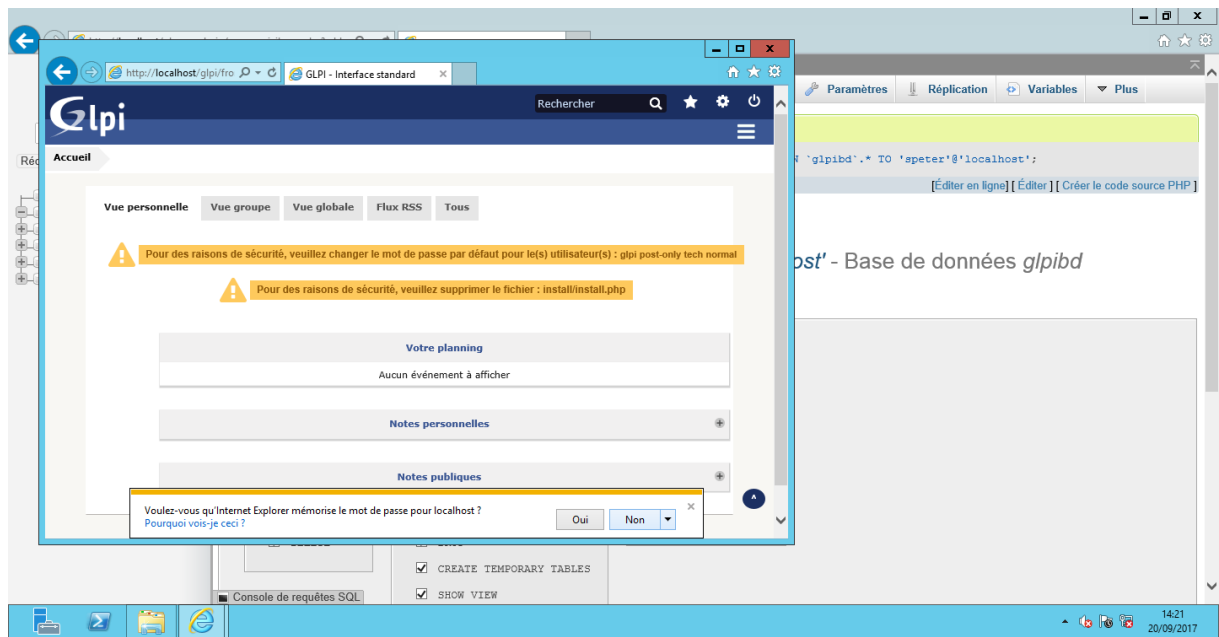 http://localhost/glpi/fro
GLPI - Interface standard
Glpi
Rechercher
Accueil
Vue personnelle
Vue groupe
Vue globale
Flux RSS
Tous
Pour des raisons de sécurité, veuillez changer le mot de passe par défaut pour le(s) utilisateur(s) : glpi post-only tech normal
Pour des raisons de sécurité, veuillez supprimer le fichier : install/install.php
Votre planning
Aucun événement à afficher
Notes personnelles
Notes publiques
Voulez-vous qu'Internet Explorer mémorise le mot de passe pour localhost ?
Pourquoi vois-je ceci ?
Oui
Non
Paramètres
Réplication
Variables
Plus
`glpibd`.* TO 'speter'@'localhost';
[Éditer en ligne] [ Éditer ] [ Créer le code source PHP ]
ost' - Base de données glpibd
Réc
CREATE TEMPORARY TABLES
SHOW VIEW
Console de requêtes SQL
14:21
20/09/2017